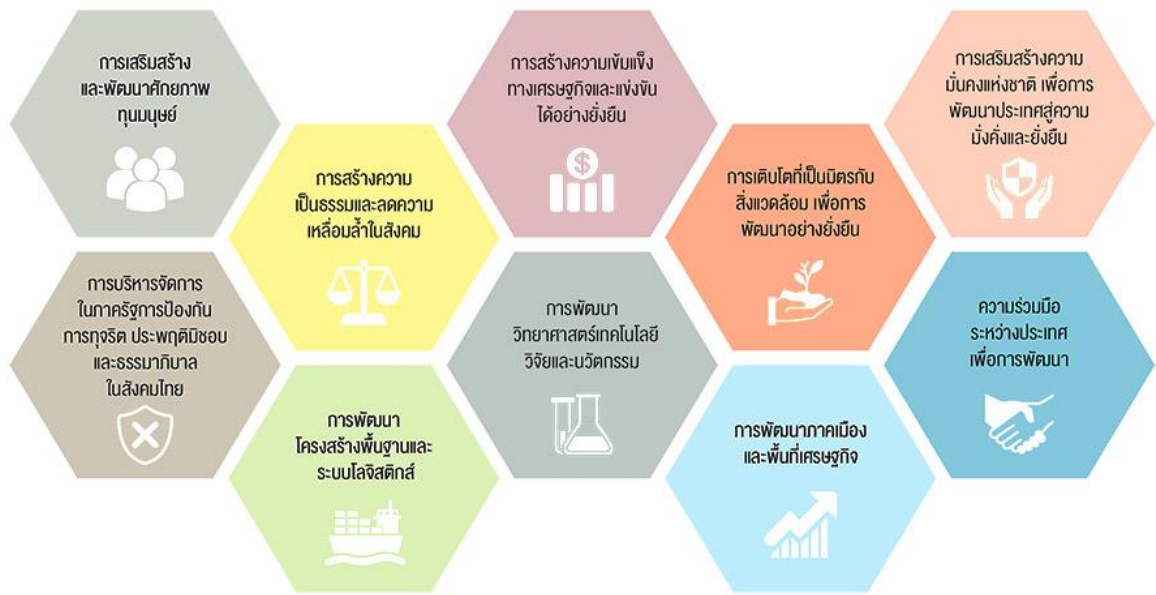 การเสริมสร้าง
และพัฒนาศักยภาพ
ทุนมนุษย์
การสร้างความ
เป็นธรรมและลดความ
เหลื่อมล้ำในสังคม
การสร้างความเข้มแข็ง
ทางเศรษฐกิจและแข่งขัน
ได้อย่างยั่งยืน
การเติบโตที่เป็นมิตรกับ
สิ่งแวดล้อม เพื่อการ
พัฒนาอย่างยั่งยืน
การเสริมสร้างความ
มั่นคงแห่งชาติ เพื่อการ
พัฒนาประเทศสู่ความ
มั่งคั่งและยั่งยืน
$
การบริหารจัดการ
ในภาครัฐการป้องกัน
การทุจริต ประพฤติมิชอบ
และธรรมาภิบาล
ในสังคมไทย
การพัฒนา
โครงสร้างพื้นฐานและ
ระบบโลจิสติกส์
การพัฒนา
วิทยาศาสตร์เทคโนโลยี
วิจัยและนวัตกรรม
การพัฒนาภาคเมือง
และพื้นที่เศรษฐกิจ
ความร่วมมือ
ระหว่างประเทศ
เพื่อการพัฒนา